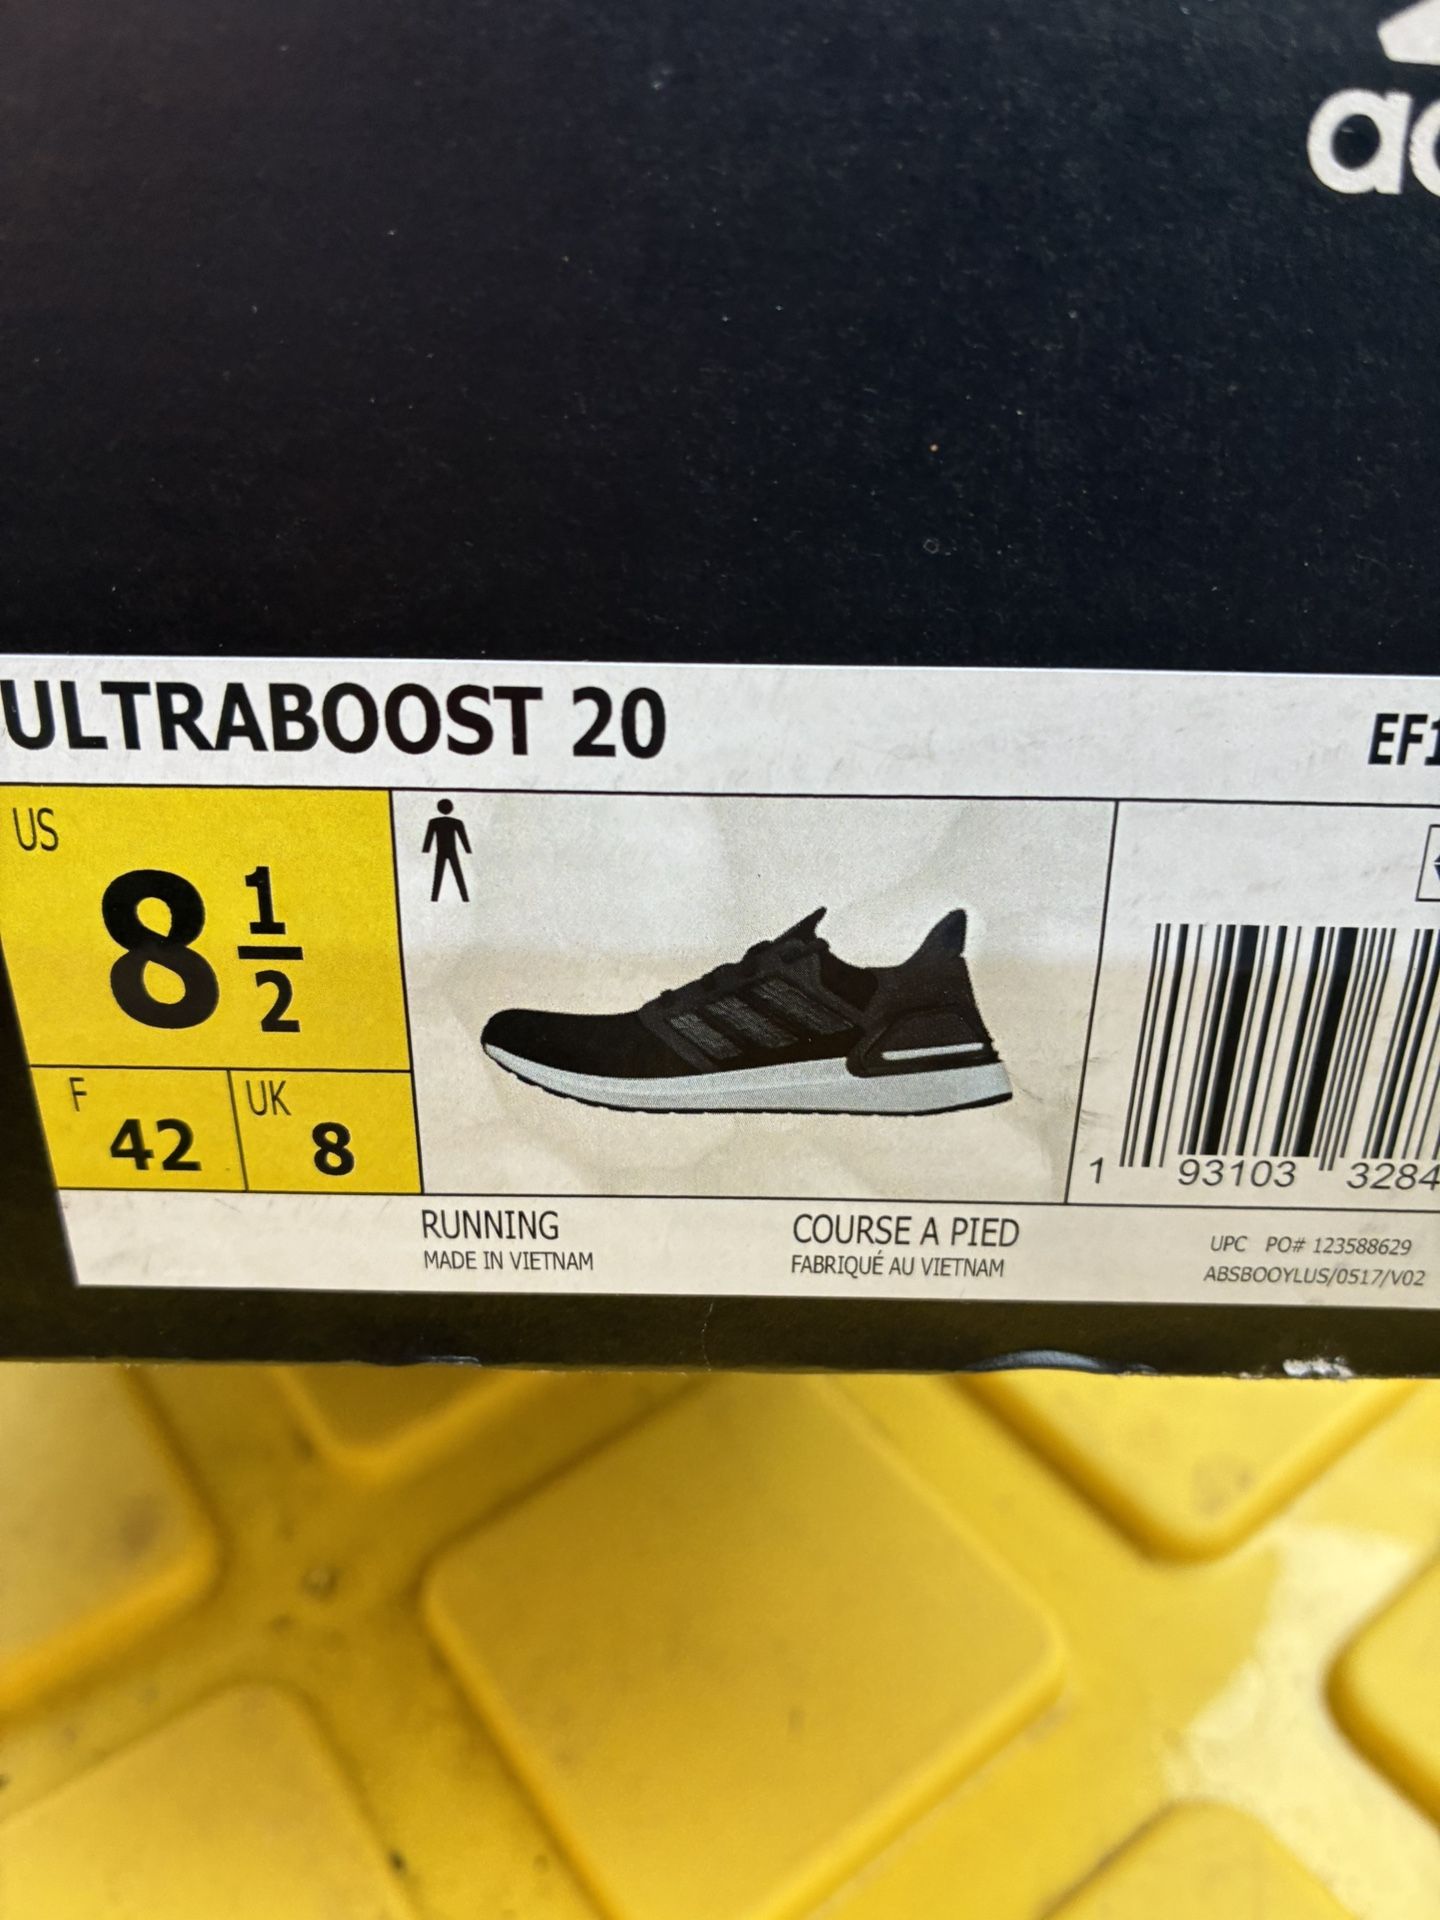 ad
ULTRABOOST 20
EF1
US
8 1/2
F
42
UK
8
1 93103 3284
RUNNING
MADE IN VIETNAM
COURSE A PIED
FABRIQUÉ AU VIETNAM
UPC PO# 123588629
ABSBOOYLUS/0517/V02